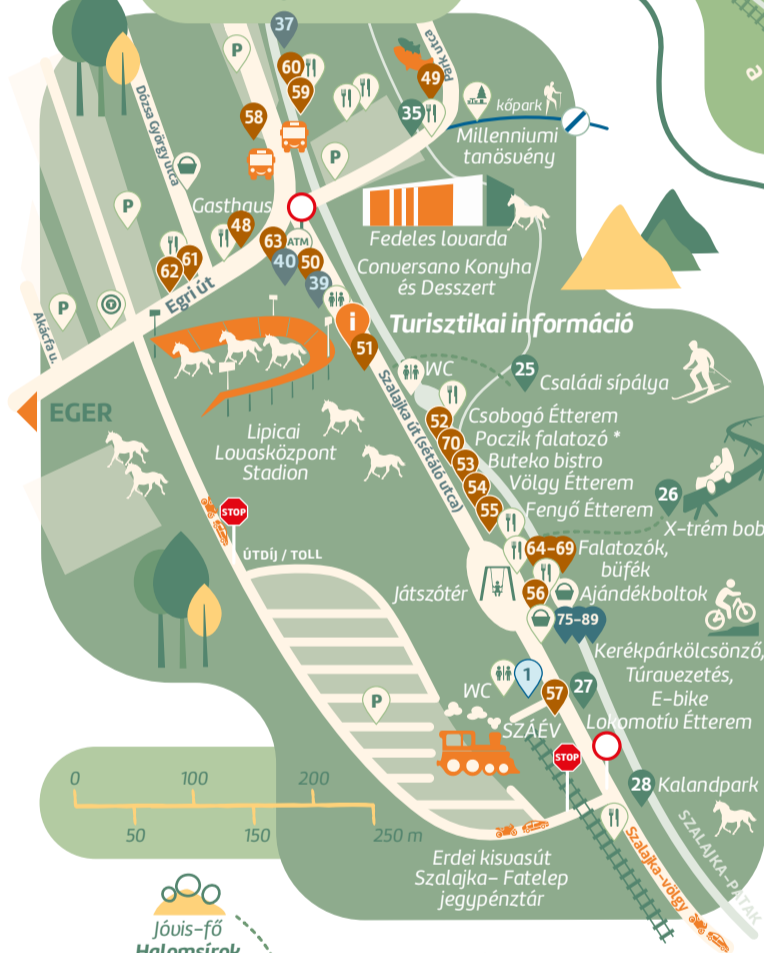 37
P
60
59
49
Park utca
58
35
kőpark
Millenniumi
tanösvény
Dózsa György utca
P
P
Gasthaus
48
63
ATM
Fedeles lovarda
Conversano Konyha
és Desszert
61
62
40
50
39
Egri út
P
T
i
Turisztikai információ
51
Akácfa u.
EGER
WC
25
Családi sípálya
Szalajka út (sétáló utca)
Lipicai
Lovasközpont
Stadion
52
Csobogó Étterem
70
Poczik falatozó *
53
Buteko bistro
54
Völgy Étterem
55
Fenyő Étterem
26
X-trém bob
STOP
ÚTDÍJ / TOLL
64–69
Falatozók,
büfék
Játszótér
56
Ajándékboltok
75–89
Kerékpárkölcsönző,
Túravezetés,
E-bike
WC
1
57
27
Lokomotív Étterem
P
SZÁÉV
STOP
28
Kalandpark
0
100
200
50
150
250 m
SZALAJKA-PATAK
Szalajka-völgy
Erdei kisvasút
Szalajka– Fatelep
jegypénztár
Jóvis-fő
Halomsírok